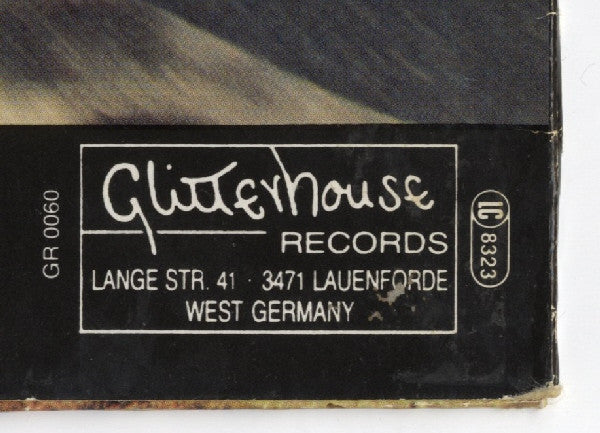 GR 0060
Glitterhouse
RECORDS
LANGE STR. 41 · 3471 LAUENFORDE
WEST GERMANY
LC 8323